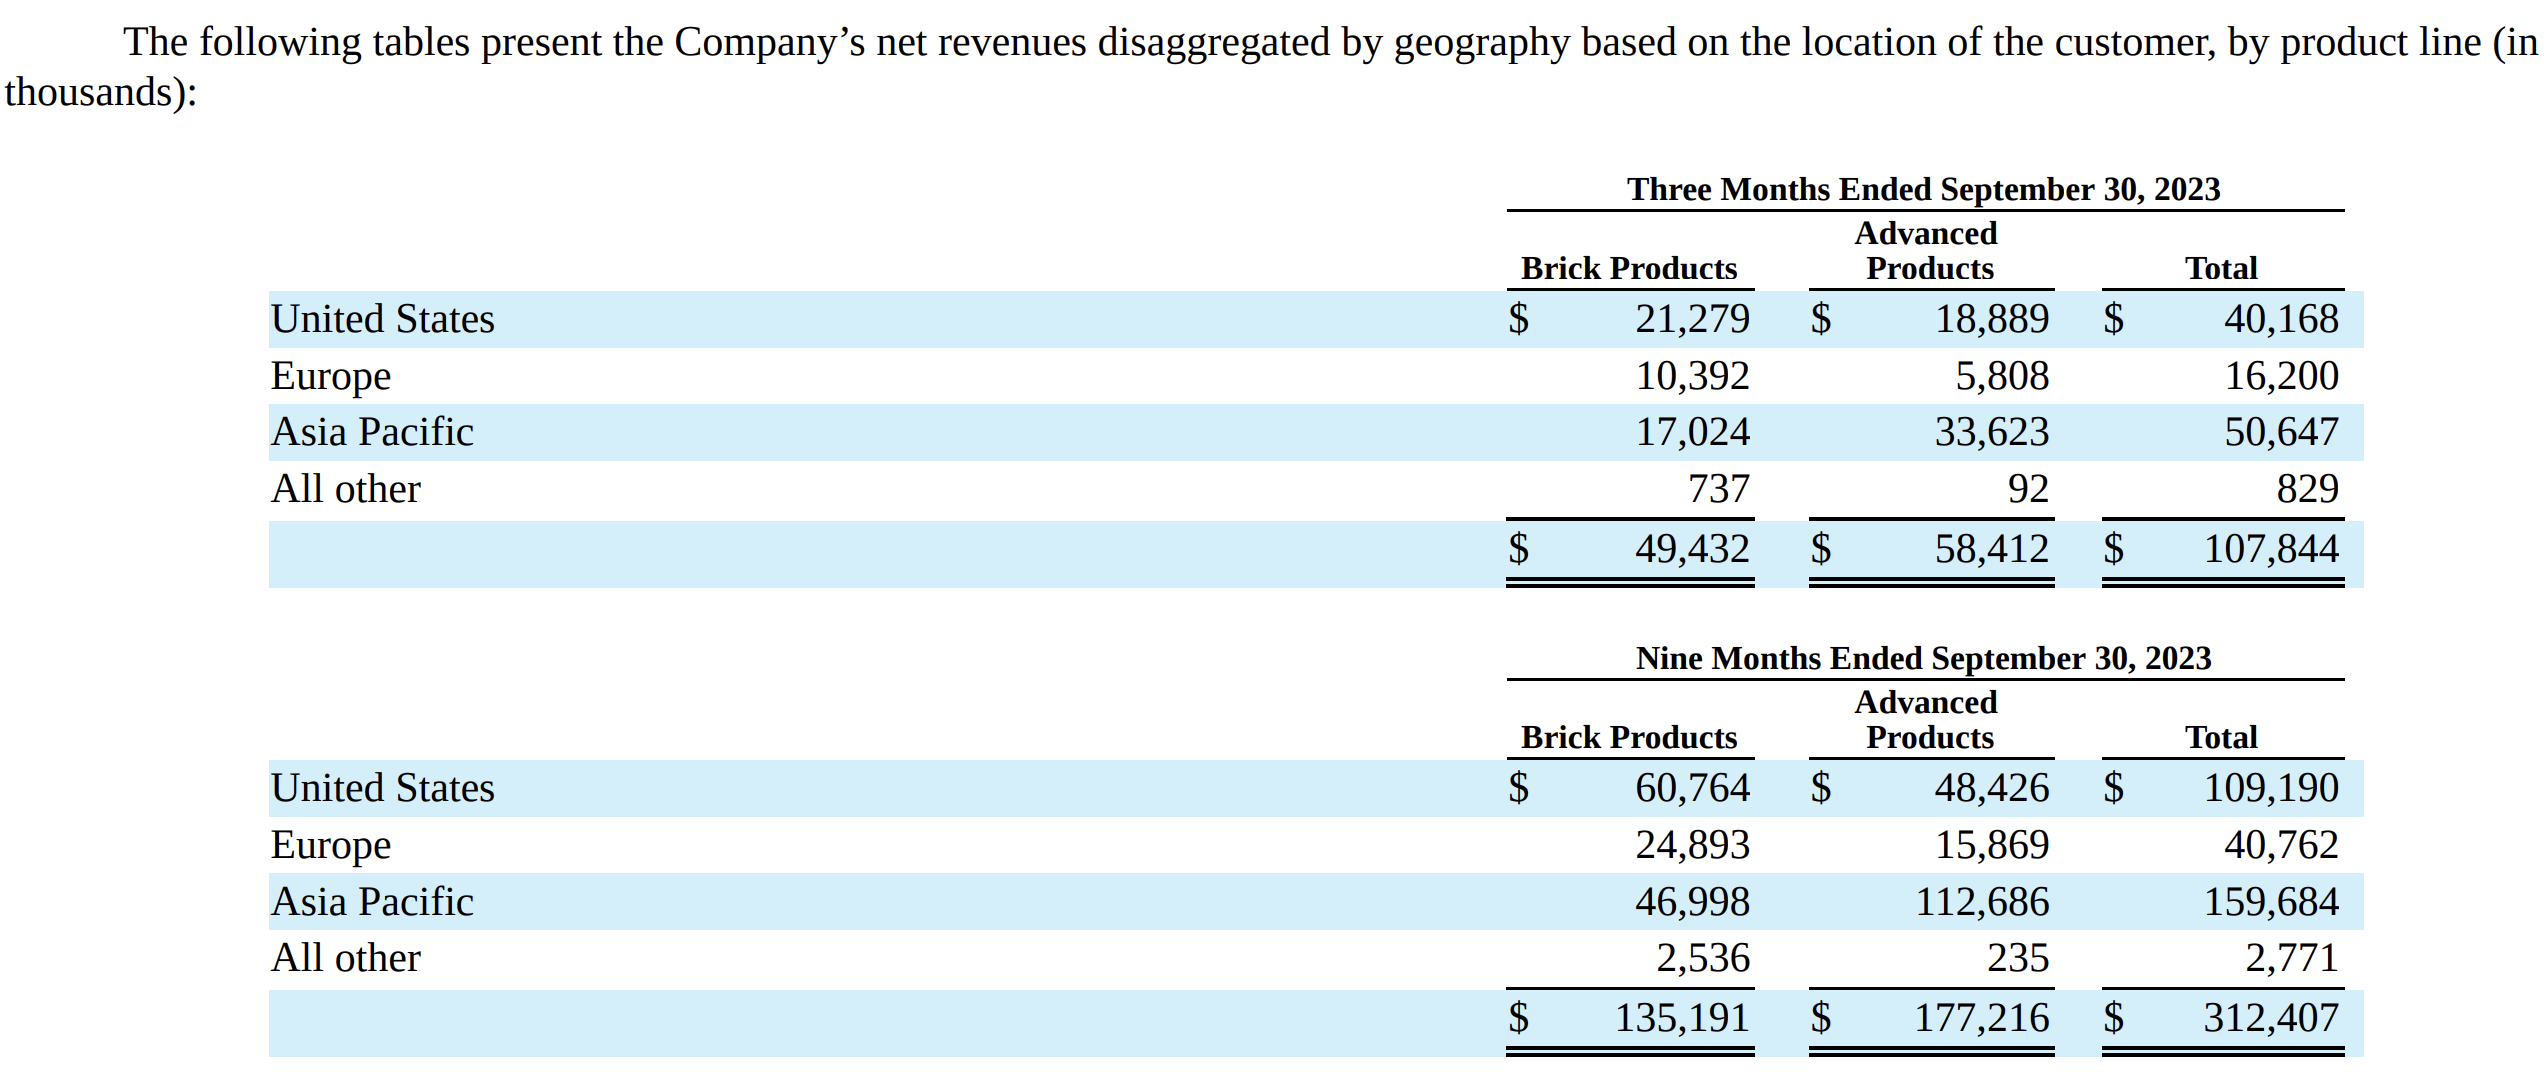 The following tables present the Company’s net revenues disaggregated by geography based on the location of the customer, by product line (in
thousands):
Three Months Ended September 30, 2023
Advanced
Brick Products Products Total
United States $ 21,279 $ 18,889 $ 40,168
Europe 10,392 5,808 16,200
Asia Pacific 17,024 33,623 50,647
All other 737 92 829
$ 49,432 $ 58,412 $ 107,844
Nine Months Ended September 30, 2023
Advanced
Brick Products Products Total
United States $ 60,764 $ 48,426 $ 109,190
Europe 24,893 15,869 40,762
Asia Pacific 46,998 112,686 159,684
All other 2,536 235 2,771
$ 135,191 $ 177,216 $ 312,407